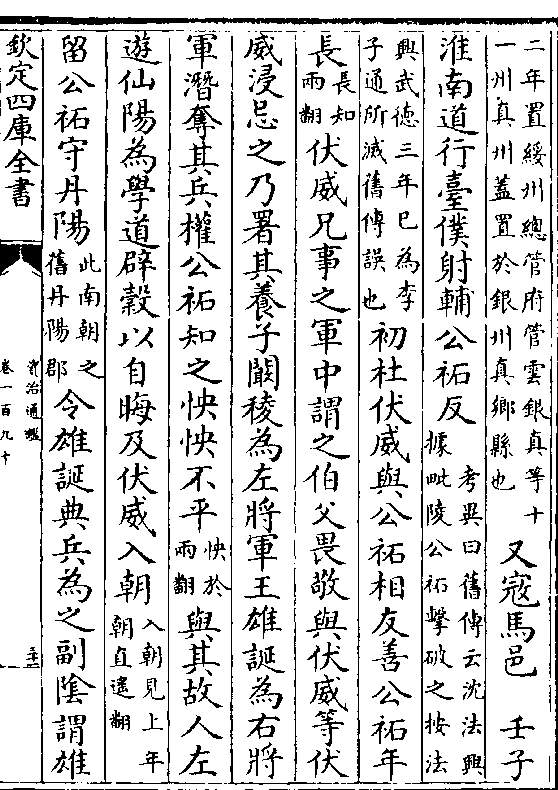 二年置綏州總管府管雲銀真等十
一州真州蓋置於銀州真鄉縣也
又寇馬邑　壬子
淮南道行臺僕射輔公祏反
考異曰舊傳云沈法興
據毗陵公祏擊破之按法
興武德三年已為李
子通所滅舊傳誤也
初杜伏威與公祏相友善公祏年
長
長知
兩翻
伏威兄事之軍中謂之伯父畏敬與伏威等伏
威浸忌之乃署其養子闞稜為左將軍王雄誕為右將
軍潛奪其兵權公祏知之怏怏不平
怏於
兩翻
與其故人左
遊仙陽為學道辟穀以自晦及伏威入朝
入朝見上年
朝直遙翻
留公祏守丹陽
此南朝之
舊丹陽郡
令雄誕典兵為之副陰謂雄
欽定四庫全書
資治通鑑
卷一百九十